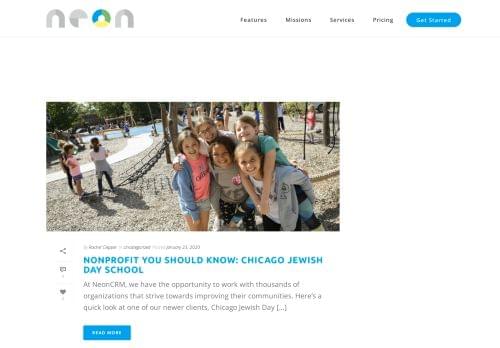 neon
Features Missions Services Pricing Get Started
By Rachel Clapper In Uncategorized Posted January 23, 2020
NONPROFIT YOU SHOULD KNOW: CHICAGO JEWISH
DAY SCHOOL
At NeonCRM, we have the opportunity to work with thousands of
organizations that strive towards improving their communities. Here's a
quick look at one of our newer clients, Chicago Jewish Day [...]
READ MORE